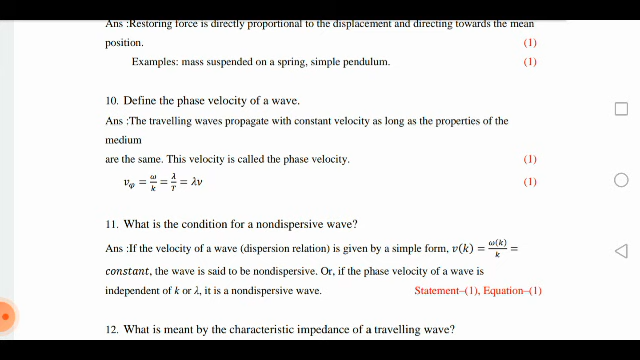 Ans :Restoring force is directly proportional to the displacement and directing towards the mean
position. (1)
Examples: mass suspended on a spring, simple pendulum. (1)
10. Define the phase velocity of a wave.
Ans :The travelling waves propagate with constant velocity as long as the properties of the
medium
are the same. This velocity is called the phase velocity. (1)
v_φ = ω/k = λ/T = λν (1)
11. What is the condition for a nondispersive wave?
Ans :If the velocity of a wave (dispersion relation) is given by a simple form, v(k) = ω(k)/k =
constant, the wave is said to be nondispersive. Or, if the phase velocity of a wave is
independent of k or λ, it is a nondispersive wave. Statement–(1), Equation–(1)
12. What is meant by the characteristic impedance of a travelling wave?